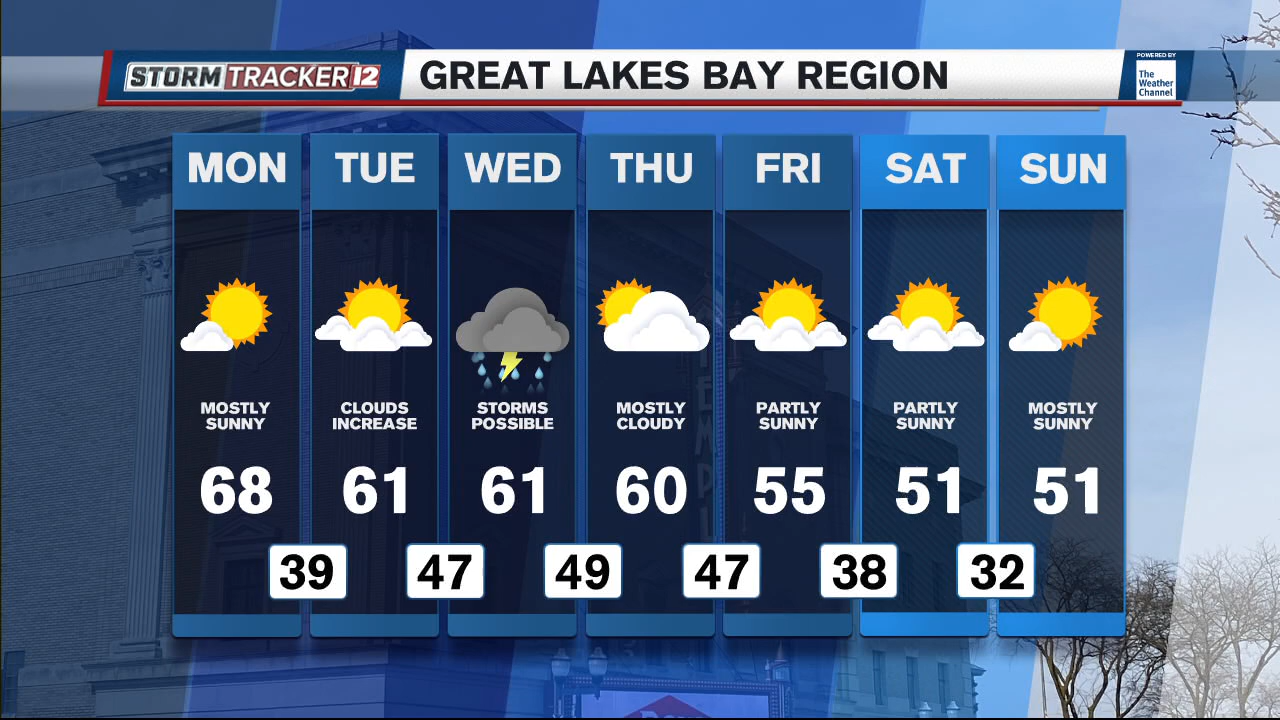 STORMTRACKER12
GREAT LAKES BAY REGION
POWERED BY
The
Weather
Channel
MON
TUE
WED
THU
FRI
SAT
SUN
MOSTLY
SUNNY
CLOUDS
INCREASE
STORMS
POSSIBLE
MOSTLY
CLOUDY
PARTLY
SUNNY
PARTLY
SUNNY
MOSTLY
SUNNY
68
61
61
60
55
51
51
39
47
49
47
38
32
TEMPLE